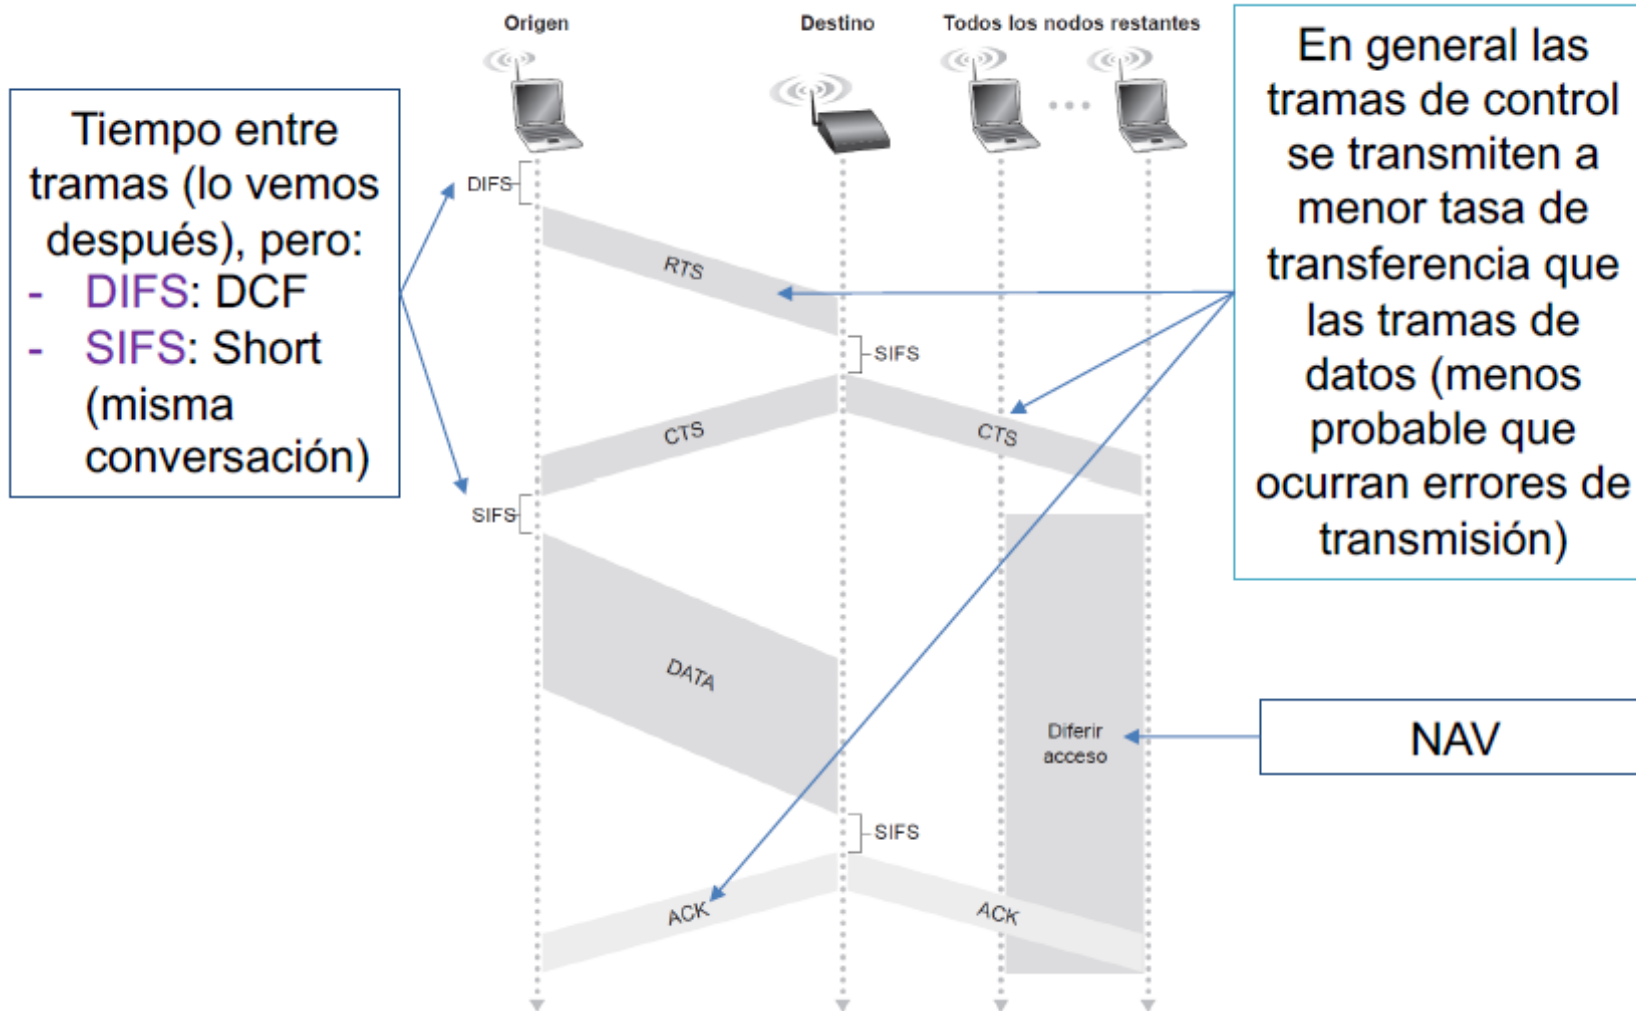 Origen
Destino
Todos los nodos restantes
Tiempo entre
tramas (lo vemos
después), pero:
- DIFS: DCF
- SIFS: Short
(misma
conversación)
En general las
tramas de control
se transmiten a
menor tasa de
transferencia que
las tramas de
datos (menos
probable que
ocurran errores de
transmisión)
DIFS
RTS
SIFS
CTS
CTS
SIFS
DATA
Diferir
acceso
NAV
SIFS
ACK
ACK